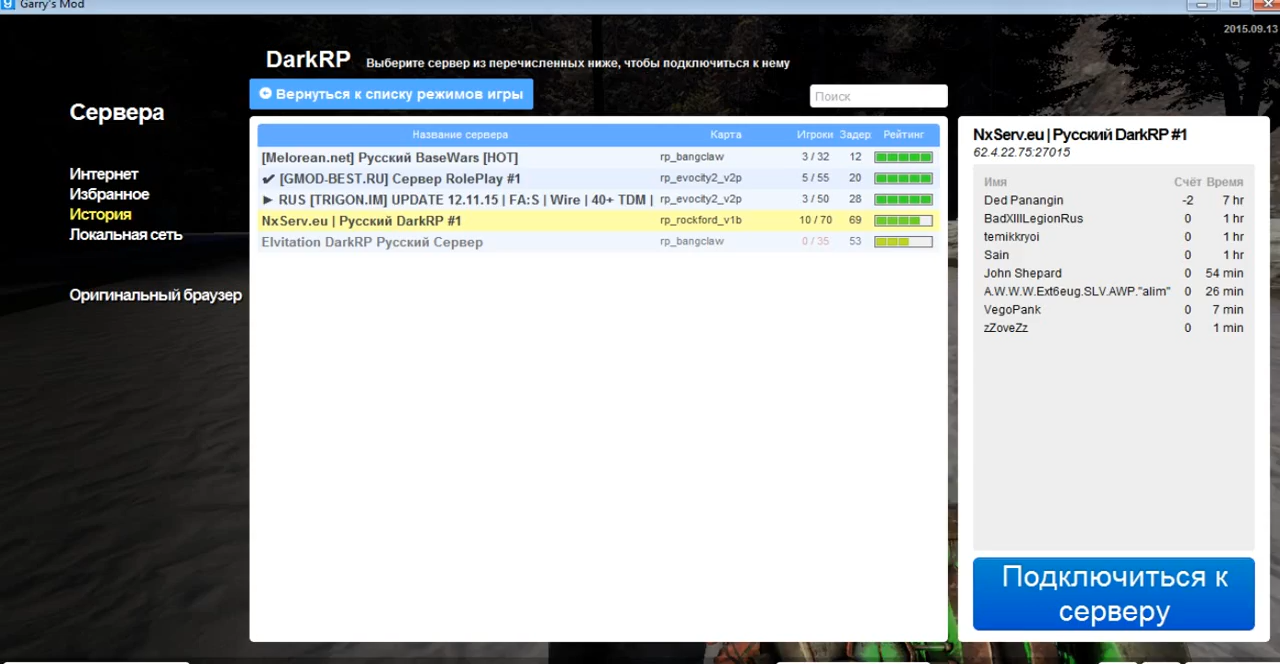 Garry's Mod
2015.09.13
DarkRP Выберите сервер из перечисленных ниже, чтобы подключиться к нему
Вернуться к списку режимов игры
Поиск
Сервера
Интернет
Избранное
История
Локальная сеть
Оригинальный браузер
Название сервера Карта Игроки Задер Рейтинг
[Melorean.net] Русский BaseWars [HOT] rp_bangclaw 3 / 32 12
✔ [GMOD-BEST.RU] Сервер RolePlay #1 rp_evocity2_v2p 5 / 55 20
► RUS [TRIGON.IM] UPDATE 12.11.15 | FA:S | Wire | 40+ TDM | rp_evocity2_v2p 3 / 50 28
NxServ.eu | Русский DarkRP #1 rp_rockford_v1b 10 / 70 69
Elvitation DarkRP Русский Сервер rp_bangclaw 0 / 35 53
NxServ.eu | Русский DarkRP #1
62.4.22.75:27015
Имя Счёт Время
Ded Panangin -2 7 hr
BadXIIILegionRus 0 1 hr
temikkryoi 0 1 hr
Sain 0 1 hr
John Shepard 0 54 min
A.W.W.W.Ext6eug.SLV.AWP."alim" 0 26 min
VegoPank 0 7 min
zZoveZz 0 1 min
Подключиться к
серверу